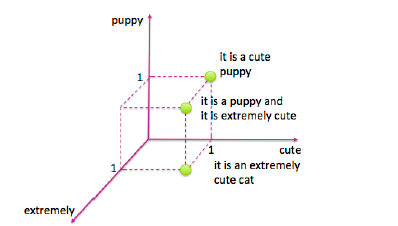 puppy
it is a cute
puppy
1
it is a puppy and
it is extremely cute
1
cute
it is an extremely
cute cat
1
extremely